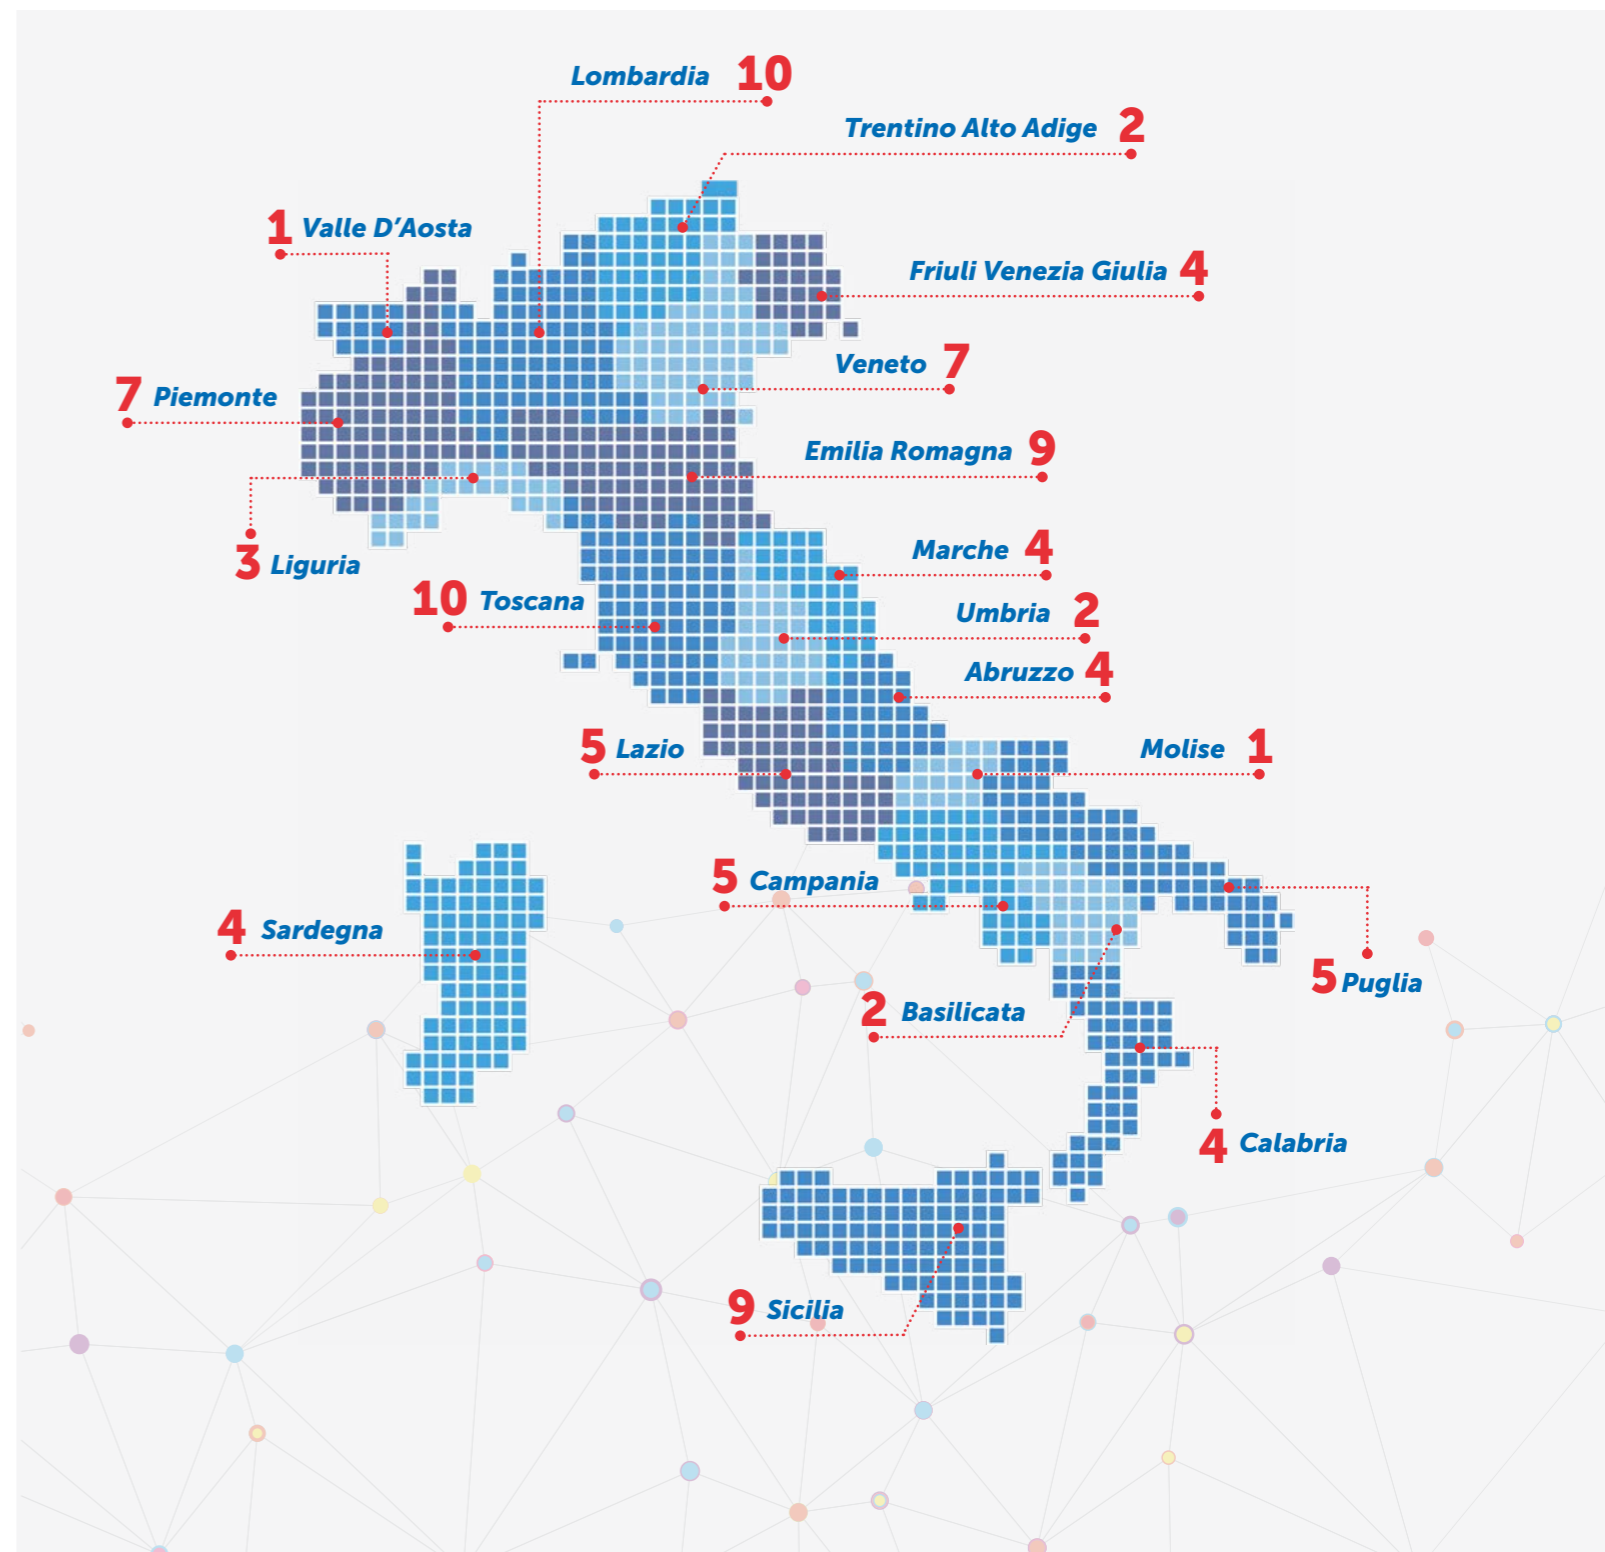 Lombardia 10
Trentino Alto Adige 2
1 Valle D’Aosta
Friuli Venezia Giulia 4
Veneto 7
7 Piemonte
Emilia Romagna 9
3 Liguria
Marche 4
10 Toscana
Umbria 2
Abruzzo 4
5 Lazio
Molise 1
5 Campania
4 Sardegna
5 Puglia
2 Basilicata
4 Calabria
9 Sicilia